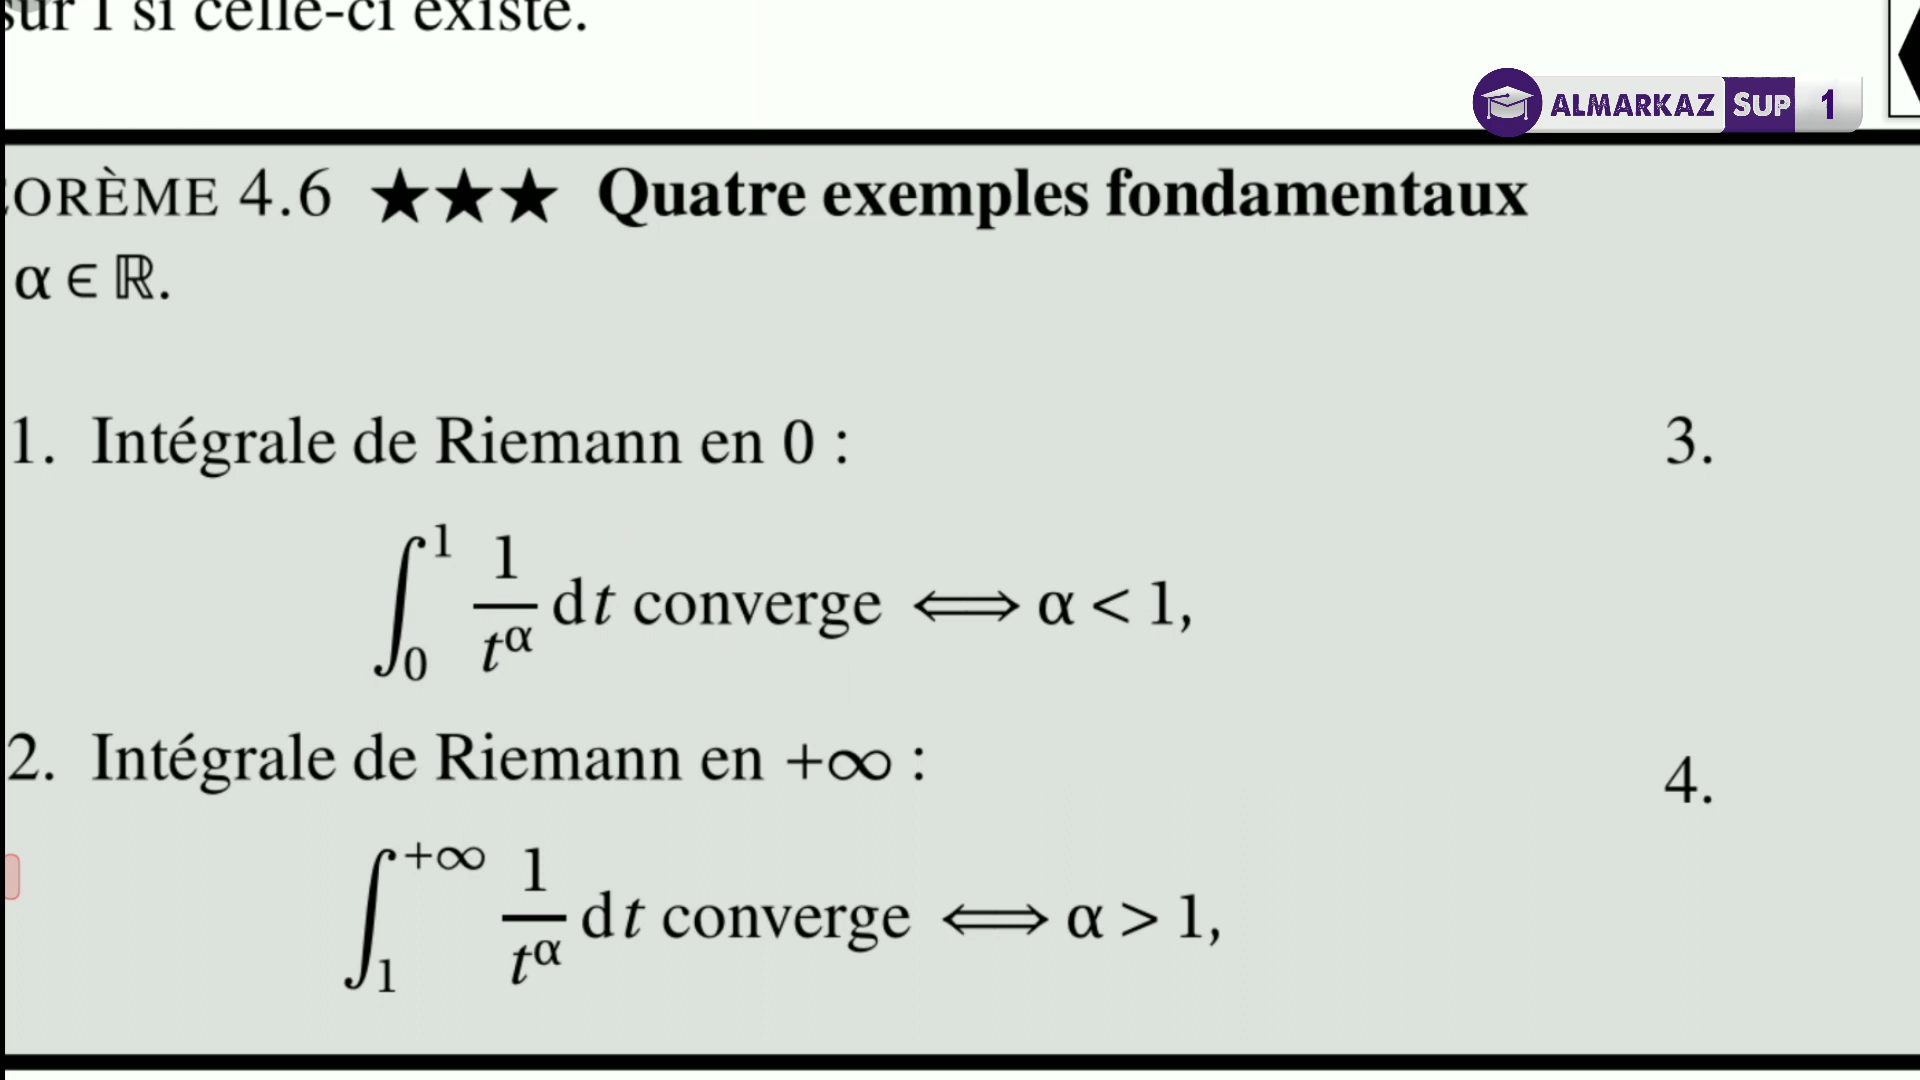 sur I si celle-ci existe.
ALMARKAZ SUP 1
ORÈME 4.6 ★★★ Quatre exemples fondamentaux
α ∈ ℝ.
1. Intégrale de Riemann en 0 :
3.
∫₀¹ 1/t^α dt converge ⟺ α < 1,
2. Intégrale de Riemann en +∞ :
4.
∫₁^{+∞} 1/t^α dt converge ⟺ α > 1,